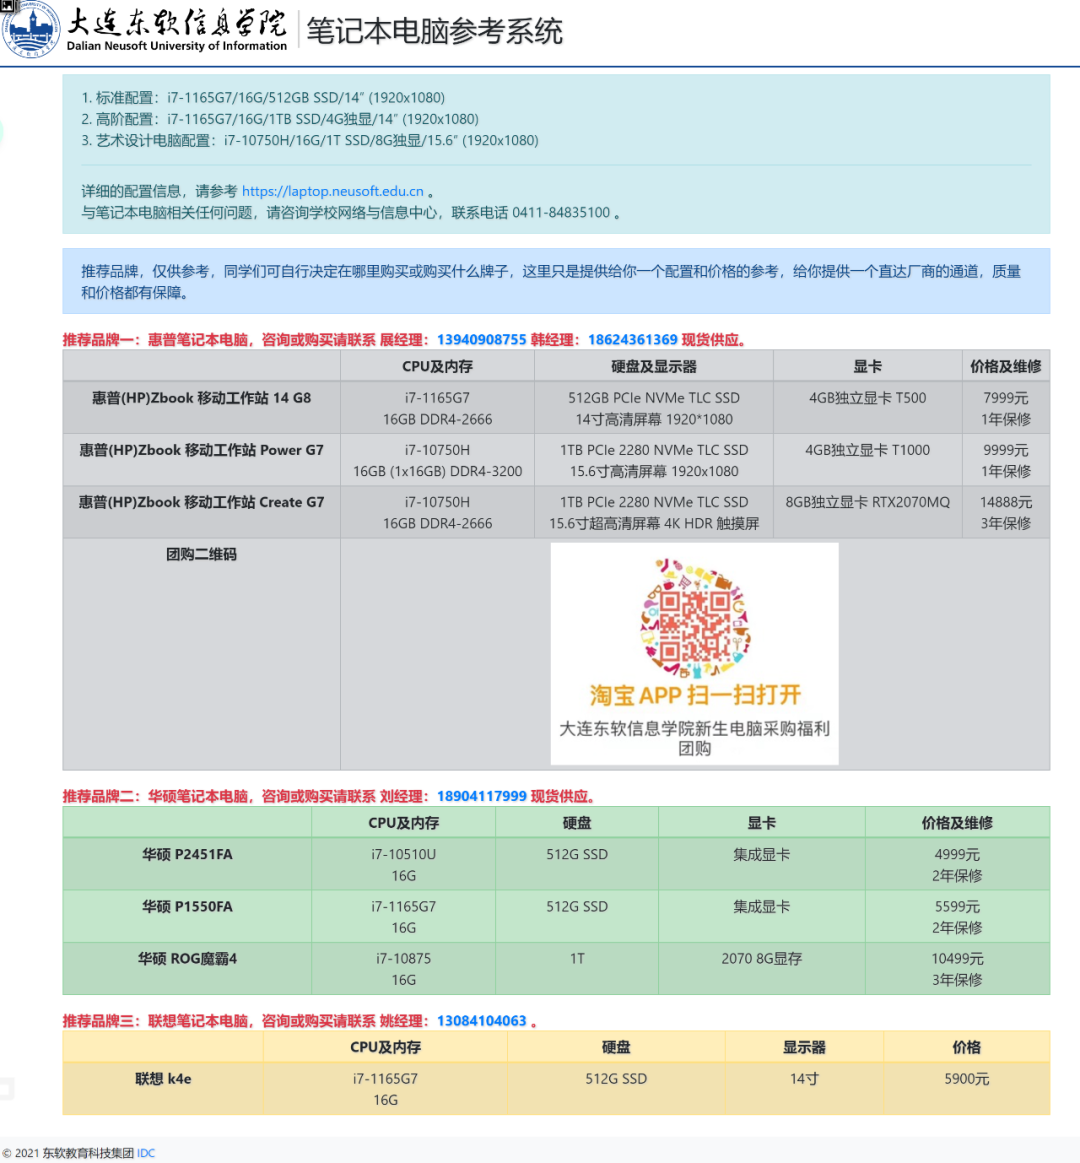 大连东软信息学院
Dalian Neusoft University of Information
笔记本电脑参考系统
1. 标准配置：i7-1165G7/16G/512GB SSD/14″ (1920x1080)
2. 高阶配置：i7-1165G7/16G/1TB SSD/4G独显/14″ (1920x1080)
3. 艺术设计电脑配置：i7-10750H/16G/1T SSD/8G独显/15.6″ (1920x1080)
详细的配置信息，请参考 https://laptop.neusoft.edu.cn 。
与笔记本电脑相关任何问题，请咨询学校网络与信息中心，联系电话 0411-84835100 。
推荐品牌，仅供参考，同学们可自行决定在哪里购买或购买什么牌子，这里只是提供给你一个配置和价格的参考，给你提供一个直达厂商的通道，质量
和价格都有保障。
推荐品牌一：惠普笔记本电脑，咨询或购买请联系 展经理：13940908755 韩经理：18624361369 现货供应。
CPU及内存 硬盘及显示器 显卡 价格及维修
惠普(HP)Zbook 移动工作站 14 G8 i7-1165G7 512GB PCIe NVMe TLC SSD 4GB独立显卡 T500 7999元
16GB DDR4-2666 14寸高清屏幕 1920*1080 1年保修
惠普(HP)Zbook 移动工作站 Power G7 i7-10750H 1TB PCIe 2280 NVMe TLC SSD 4GB独立显卡 T1000 9999元
16GB (1x16GB) DDR4-3200 15.6寸高清屏幕 1920x1080 1年保修
惠普(HP)Zbook 移动工作站 Create G7 i7-10750H 1TB PCIe 2280 NVMe TLC SSD 8GB独立显卡 RTX2070MQ 14888元
16GB DDR4-2666 15.6寸超高清屏幕 4K HDR 触摸屏 3年保修
团购二维码
淘宝APP 扫一扫打开
大连东软信息学院新生电脑采购福利
团购
推荐品牌二：华硕笔记本电脑，咨询或购买请联系 刘经理：18904117999 现货供应。
CPU及内存 硬盘 显卡 价格及维修
华硕 P2451FA i7-10510U 512G SSD 集成显卡 4999元
16G 2年保修
华硕 P1550FA i7-1165G7 512G SSD 集成显卡 5599元
16G 2年保修
华硕 ROG魔霸4 i7-10875 1T 2070 8G显存 10499元
16G 3年保修
推荐品牌三：联想笔记本电脑，咨询或购买请联系 姚经理：13084104063 。
CPU及内存 硬盘 显示器 价格
联想 k4e i7-1165G7 512G SSD 14寸 5900元
16G
© 2021 东软教育科技集团 IDC